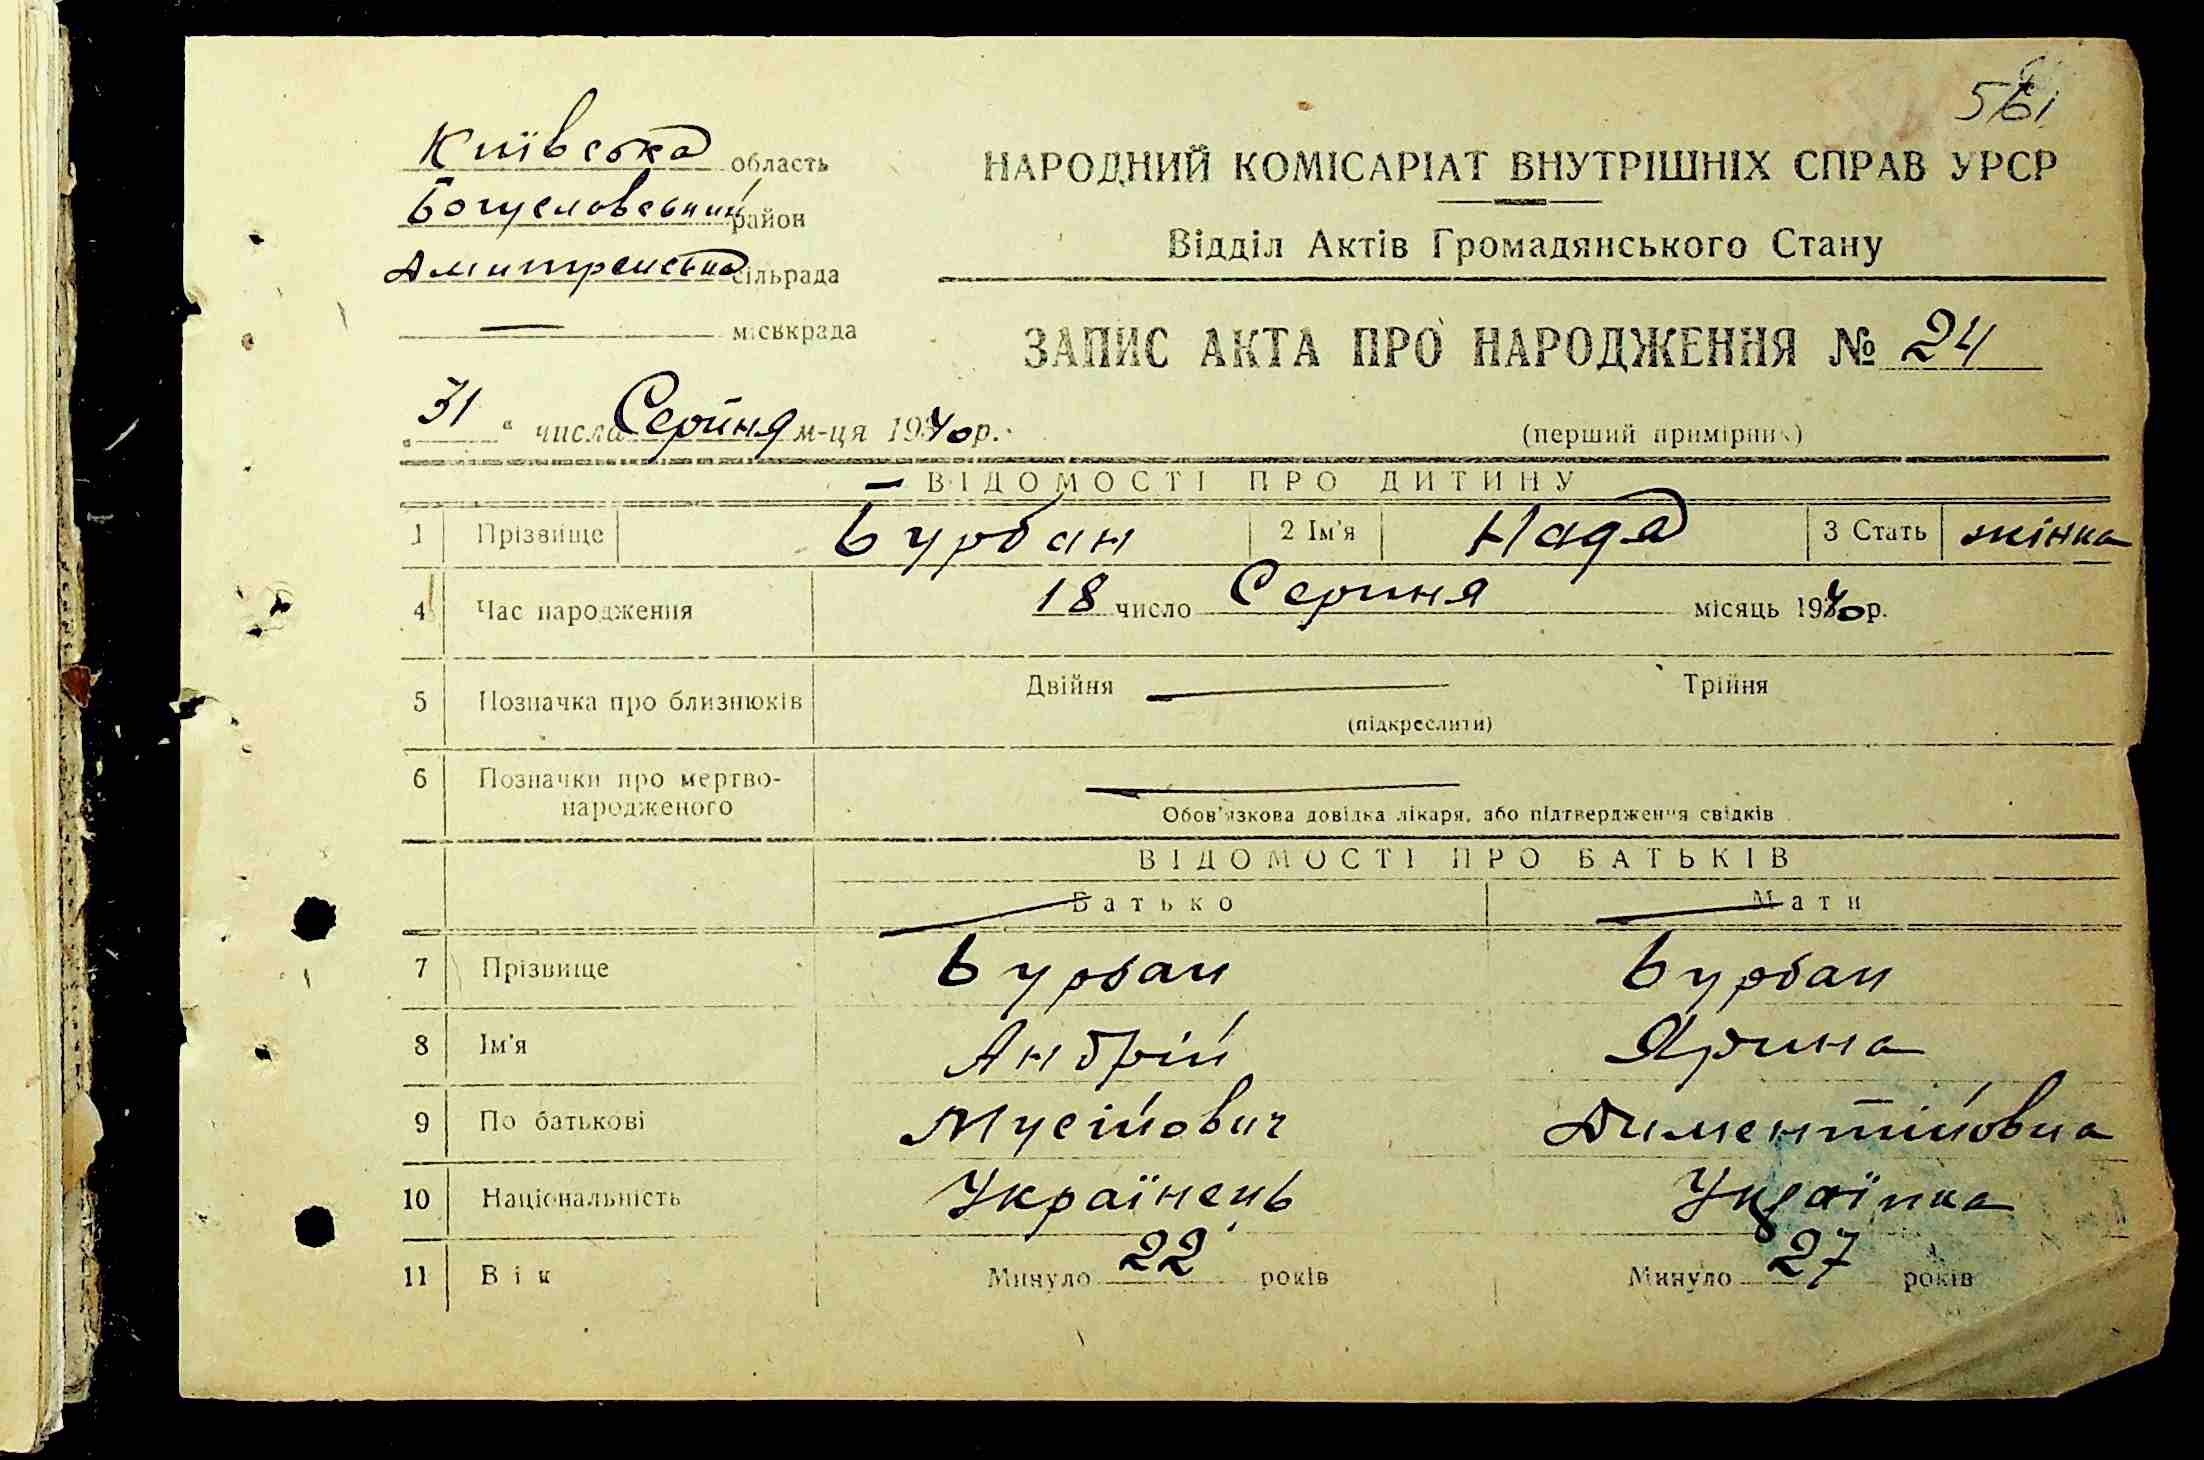 Київська область
Богуславський район
Дмитренська сільрада
міськрада
НАРОДНИЙ КОМІСАРІАТ ВНУТРІШНІХ СПРАВ УРСР
Відділ Актів Громадянського Стану
ЗАПИС АКТА ПРО НАРОДЖЕННЯ № 24
„31“ числа Серпня м-ця 1940 р.
(перший примірник)
ВІДОМОСТІ ПРО ДИТИНУ
1 Прізвище Бурбан 2 Ім'я Надя 3 Стать жінка
4 Час народження 18 число Серпня місяць 1940 р.
5 Позначка про близнюків Двійня Трійня
(підкреслити)
6 Позначки про мертво-
народженого
Обов'язкова довідка лікаря, або підтвердження свідків
ВІДОМОСТІ ПРО БАТЬКІВ
Батько Мати
7 Прізвище Бурбан Бурбан
8 Ім'я Андрій Ярина
9 По батькові Мусійович Диментійовна
10 Національність Українець Українка
11 Вік Минуло 22 років Минуло 27 років